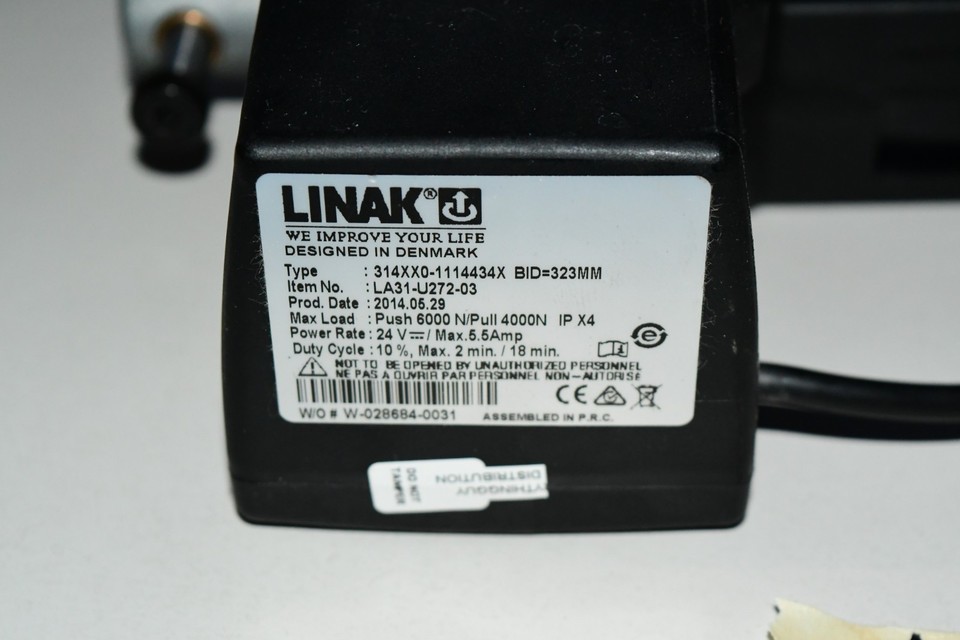 LINAK®
WE IMPROVE YOUR LIFE
DESIGNED IN DENMARK
Type : 314XX0-1114434X BID=323MM
Item No. : LA31-U272-03
Prod. Date : 2014.05.29
Max Load : Push 6000 N/Pull 4000N IP X4
Power Rate : 24 V⎓/ Max.5.5Amp
Duty Cycle : 10 %, Max. 2 min. / 18 min.
NOT TO BE OPENED BY UNAUTHORIZED PERSONNEL
NE PAS A OUVRIR PAR PERSONNEL NON-AUTORISE
CE
W/O # W-028684-0031 ASSEMBLED IN P.R.C.
DO NOT
TAMPER
YTHINGGUY
DISTRIBUTION